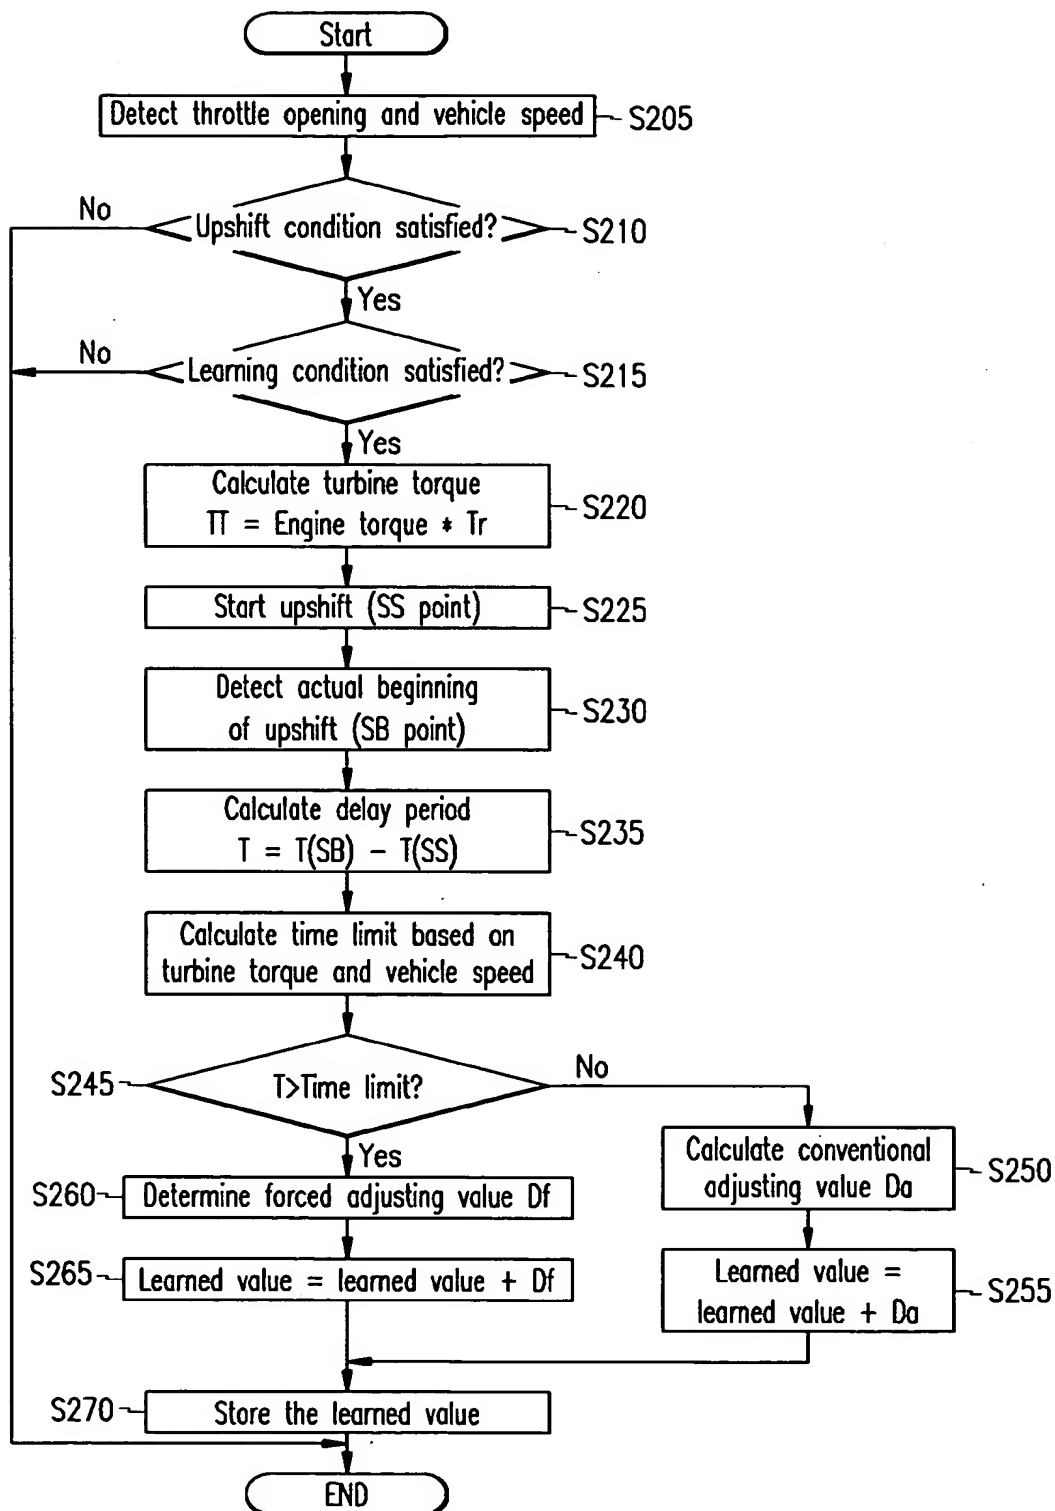 Start
Detect throttle opening and vehicle speed
S205
No
Upshift condition satisfied?
S210
Yes
No
Learning condition satisfied?
S215
Yes
Calculate turbine torque
TT = Engine torque * Tr
S220
Start upshift (SS point)
S225
Detect actual beginning
of upshift (SB point)
S230
Calculate delay period
T = T(SB) - T(SS)
S235
Calculate time limit based on
turbine torque and vehicle speed
S240
S245
T>Time limit?
No
Yes
Calculate conventional
adjusting value Da
S250
S260
Determine forced adjusting value Df
S265
Learned value = learned value + Df
Learned value =
learned value + Da
S255
S270
Store the learned value
END